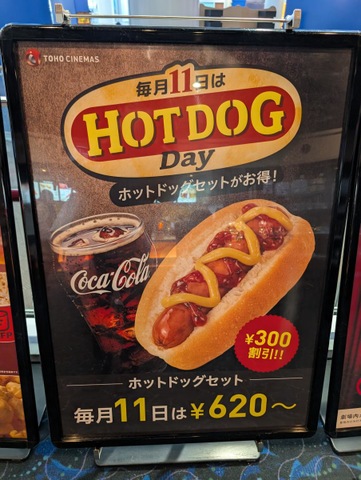 TOHO CINEMAS
毎月11日は
HOTDOG
Day
ホットドッグセットがお得!
Coca-Cola
¥300
割引!!
ホットドッグセット
毎月11日は¥620〜